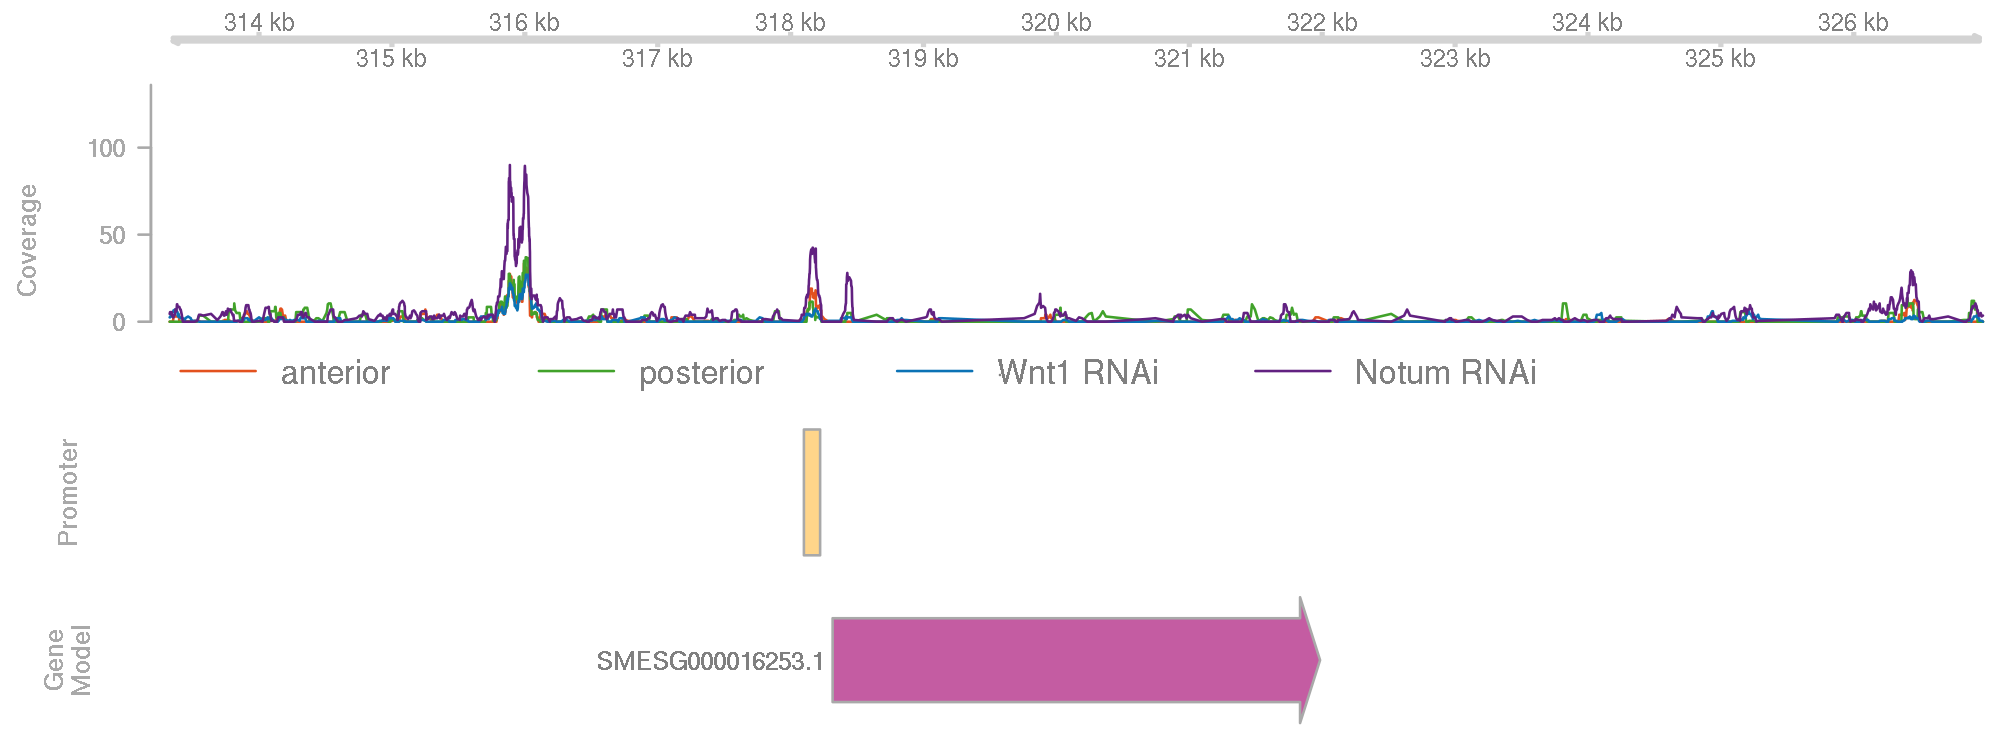 314 kb 316 kb 318 kb 320 kb 322 kb 324 kb 326 kb
315 kb 317 kb 319 kb 321 kb 323 kb 325 kb
Coverage
100
50
0
anterior posterior Wnt1 RNAi Notum RNAi
Promoter
Gene
Model
SMESG000016253.1